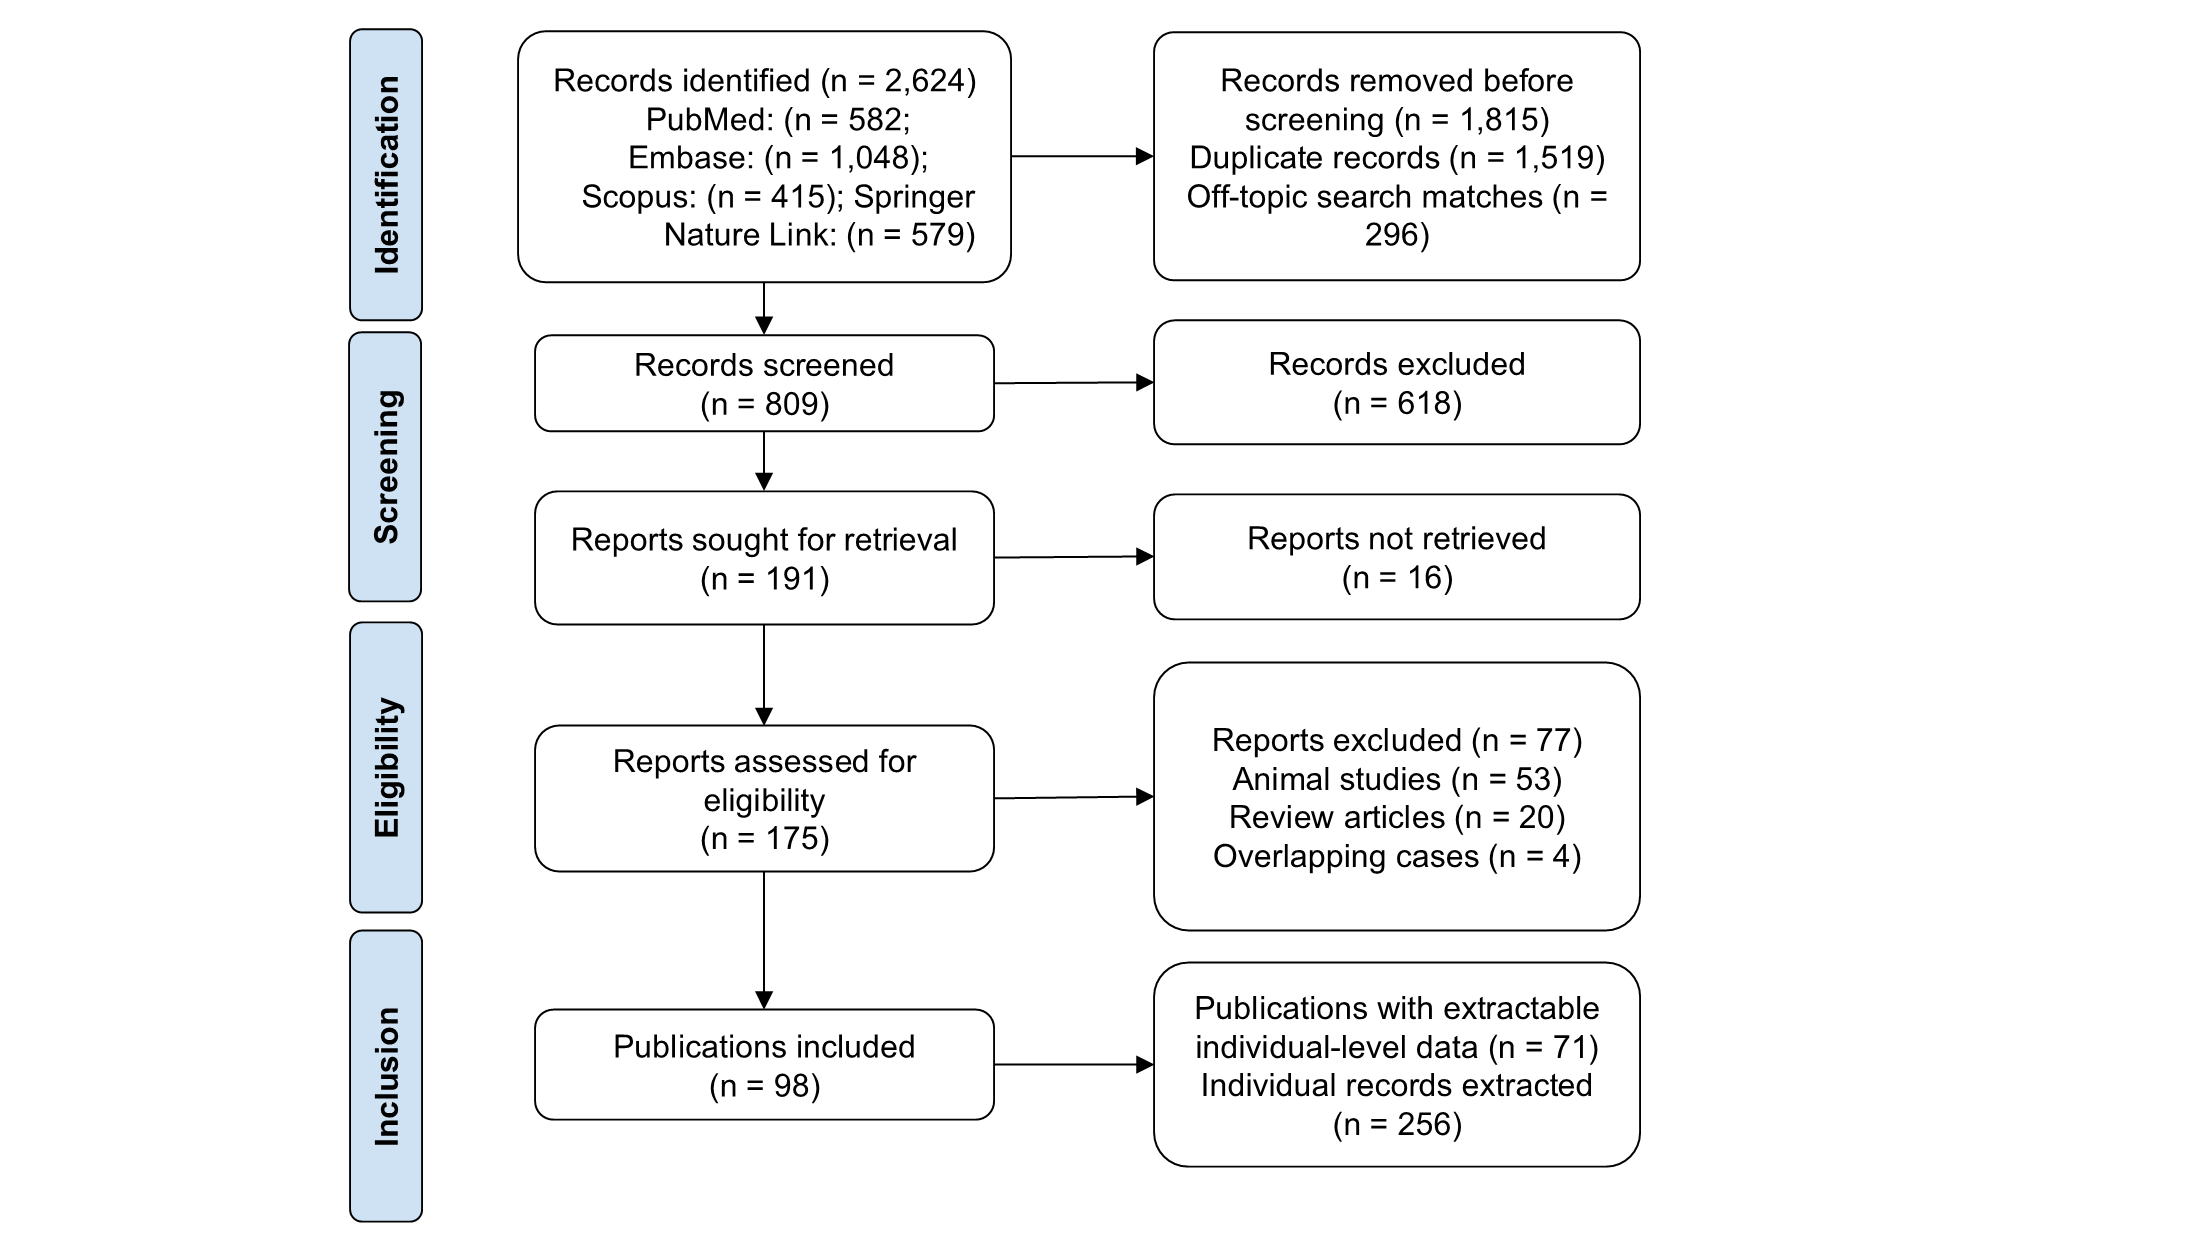 Identification
Records identified (n = 2,624)
PubMed: (n = 582;
Embase: (n = 1,048);
Scopus: (n = 415); Springer
Nature Link: (n = 579)
Records removed before
screening (n = 1,815)
Duplicate records (n = 1,519)
Off-topic search matches (n =
296)
Screening
Records screened
(n = 809)
Records excluded
(n = 618)
Reports sought for retrieval
(n = 191)
Reports not retrieved
(n = 16)
Eligibility
Reports assessed for
eligibility
(n = 175)
Reports excluded (n = 77)
Animal studies (n = 53)
Review articles (n = 20)
Overlapping cases (n = 4)
Inclusion
Publications included
(n = 98)
Publications with extractable
individual-level data (n = 71)
Individual records extracted
(n = 256)